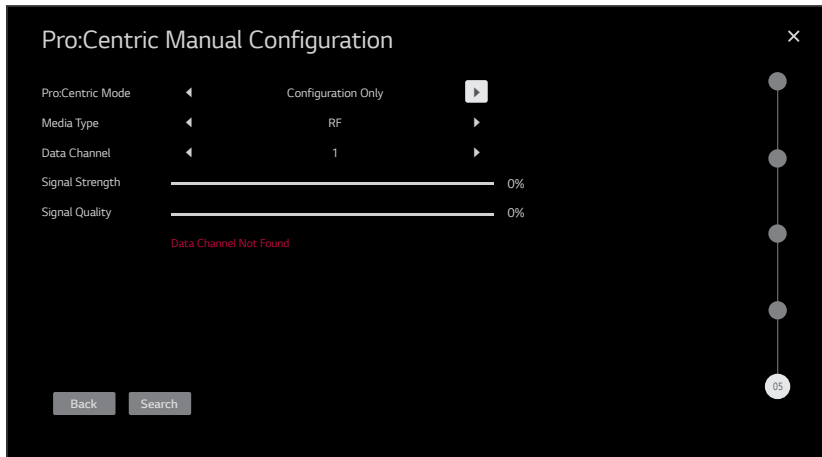 Pro:Centric Manual Configuration
Pro:Centric Mode Configuration Only
Media Type RF
Data Channel 1
Signal Strength 0%
Signal Quality 0%
Data Channel Not Found
05
Back Search